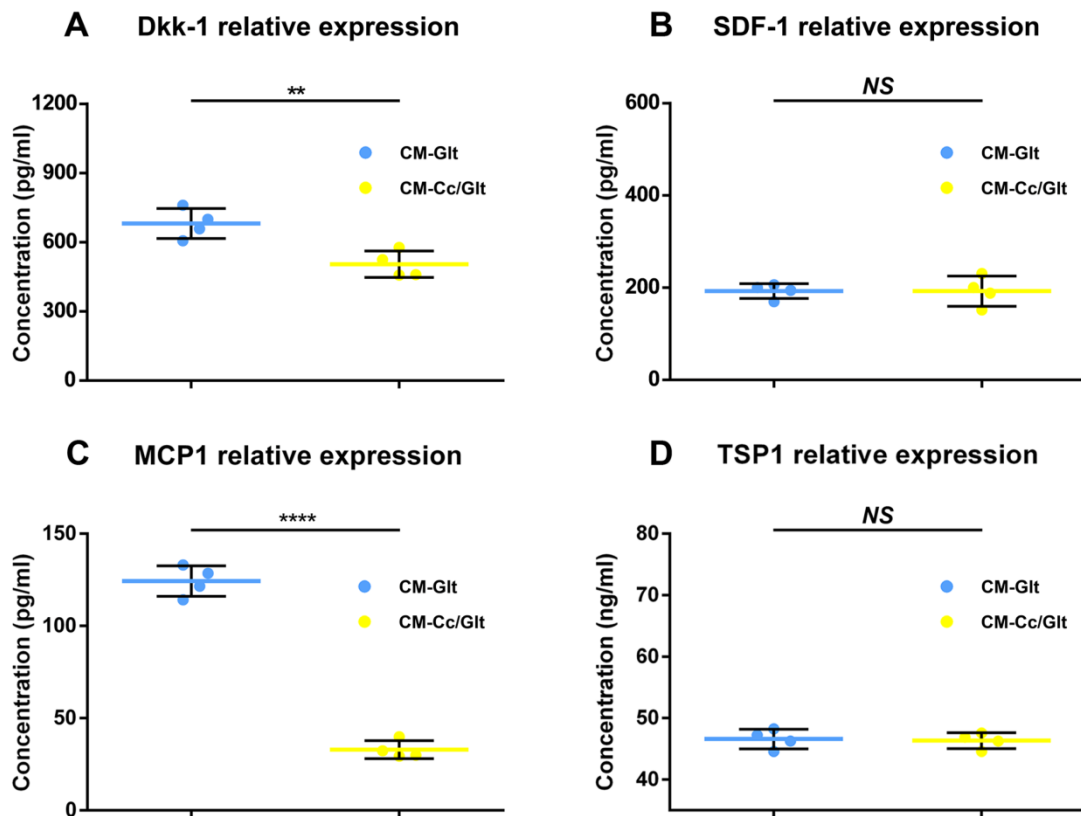 A Dkk-1 relative expression
**
Concentration (pg/ml)
1200
900
600
300
0
CM-Glt
CM-Cc/Glt
B SDF-1 relative expression
NS
Concentration (pg/ml)
600
400
200
0
CM-Glt
CM-Cc/Glt
C MCP1 relative expression
****
Concentration (pg/ml)
150
100
50
0
CM-Glt
CM-Cc/Glt
D TSP1 relative expression
NS
Concentration (ng/ml)
80
70
60
50
40
CM-Glt
CM-Cc/Glt